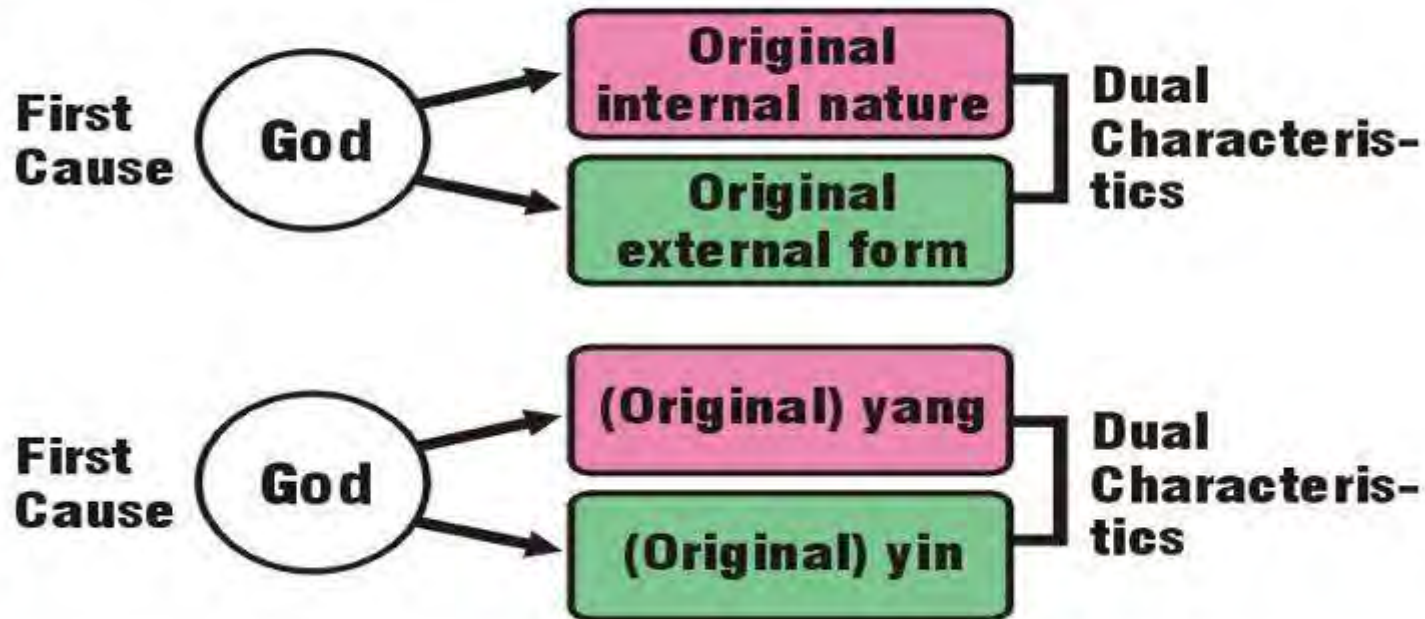 First
Cause
God
Original
internal nature
Original
external form
Dual
Characteris-
tics
First
Cause
God
(Original) yang
(Original) yin
Dual
Characteris-
tics